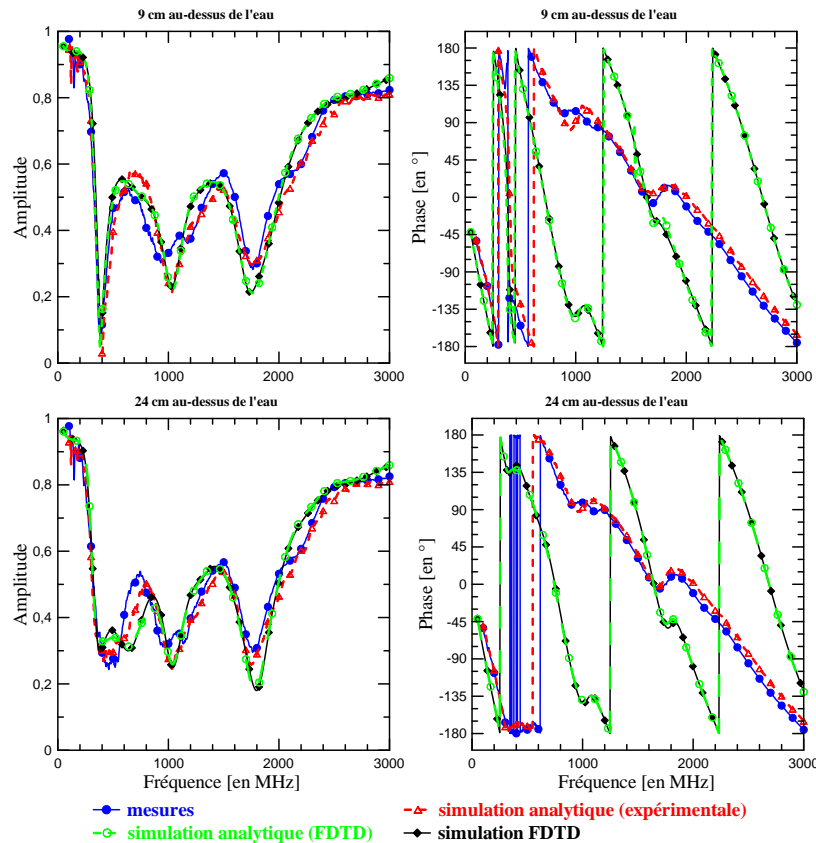 9 cm au-dessus de l'eau
Amplitude
1
0,8
0,6
0,4
0,2
0
0 1000 2000 3000
9 cm au-dessus de l'eau
Phase [en °]
180
135
90
45
0
-45
-90
-135
-180
0 1000 2000 3000
24 cm au-dessus de l'eau
Amplitude
1
0,8
0,6
0,4
0,2
0
0 1000 2000 3000
Fréquence [en MHz]
24 cm au-dessus de l'eau
Phase [en °]
180
135
90
45
0
-45
-90
-135
-180
0 1000 2000 3000
Fréquence [en MHz]
mesures
simulation analytique (expérimentale)
simulation analytique (FDTD)
simulation FDTD